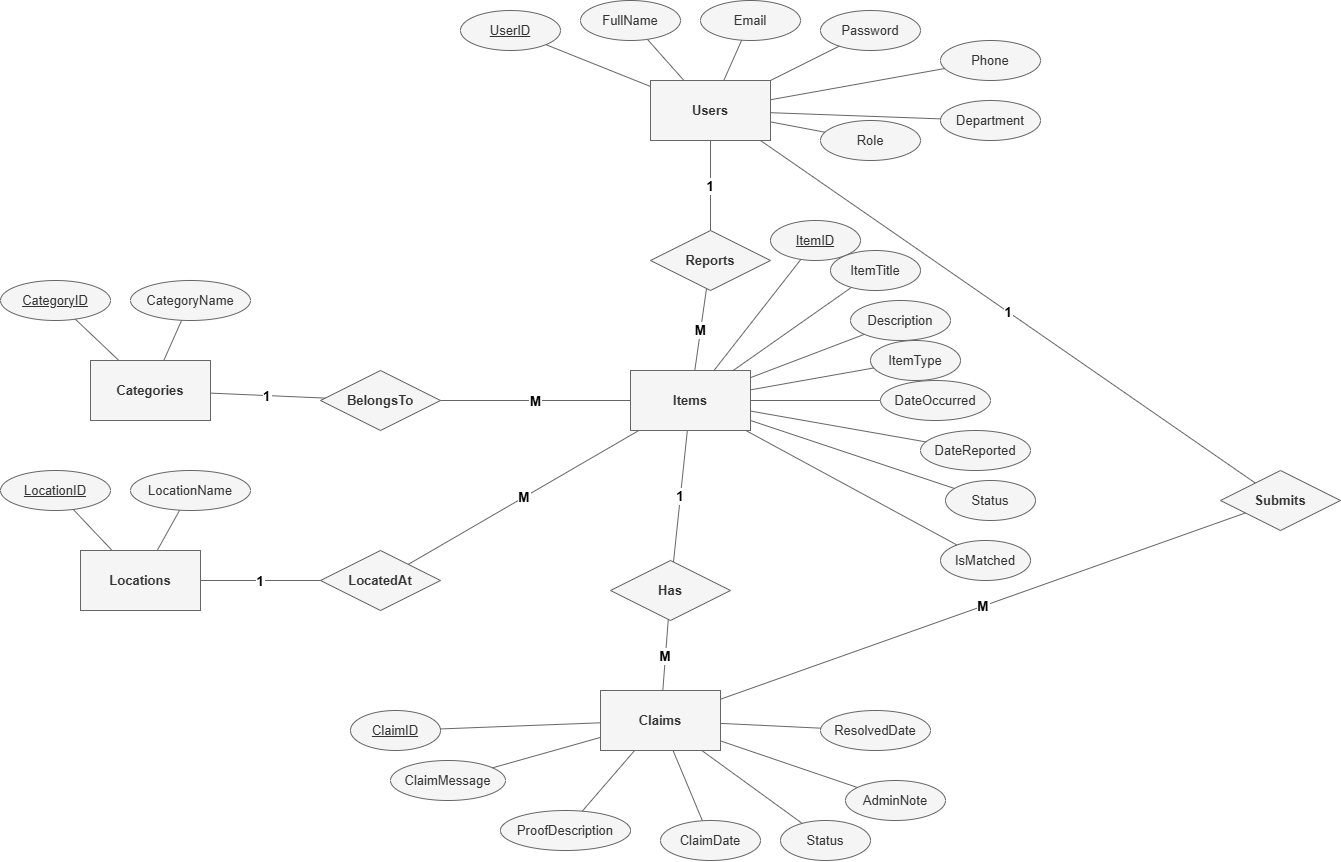 UserID
FullName
Email
Password
Phone
Users
Department
Role
1
Reports
ItemID
ItemTitle
CategoryID
CategoryName
1
Description
M
ItemType
Categories
1
BelongsTo
M
Items
DateOccurred
DateReported
LocationID
LocationName
M
1
Status
Submits
IsMatched
Locations
1
LocatedAt
Has
M
M
Claims
ClaimID
ResolvedDate
ClaimMessage
AdminNote
ProofDescription
ClaimDate
Status